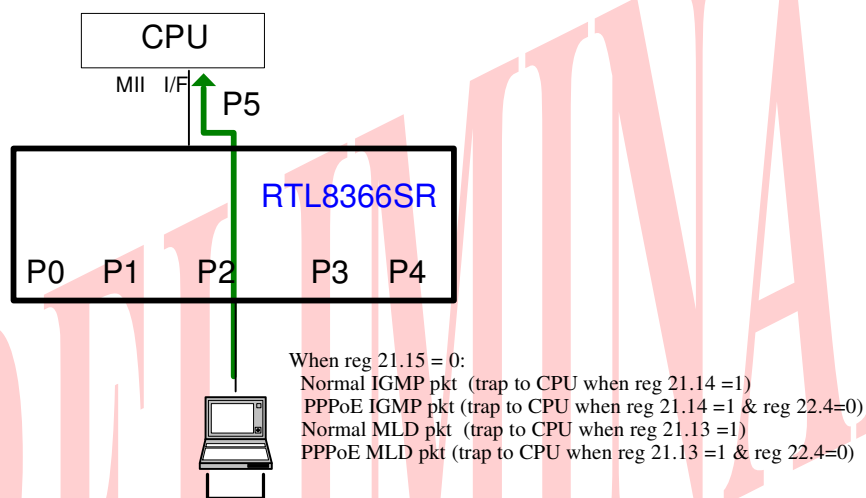 CPU
MII I/F
P5
RTL8366SR
P0 P1 P2 P3 P4
When reg 21.15 = 0:
Normal IGMP pkt (trap to CPU when reg 21.14 =1)
PPPoE IGMP pkt (trap to CPU when reg 21.14 =1 & reg 22.4=0)
Normal MLD pkt (trap to CPU when reg 21.13 =1)
PPPoE MLD pkt (trap to CPU when reg 21.13 =1 & reg 22.4=0)